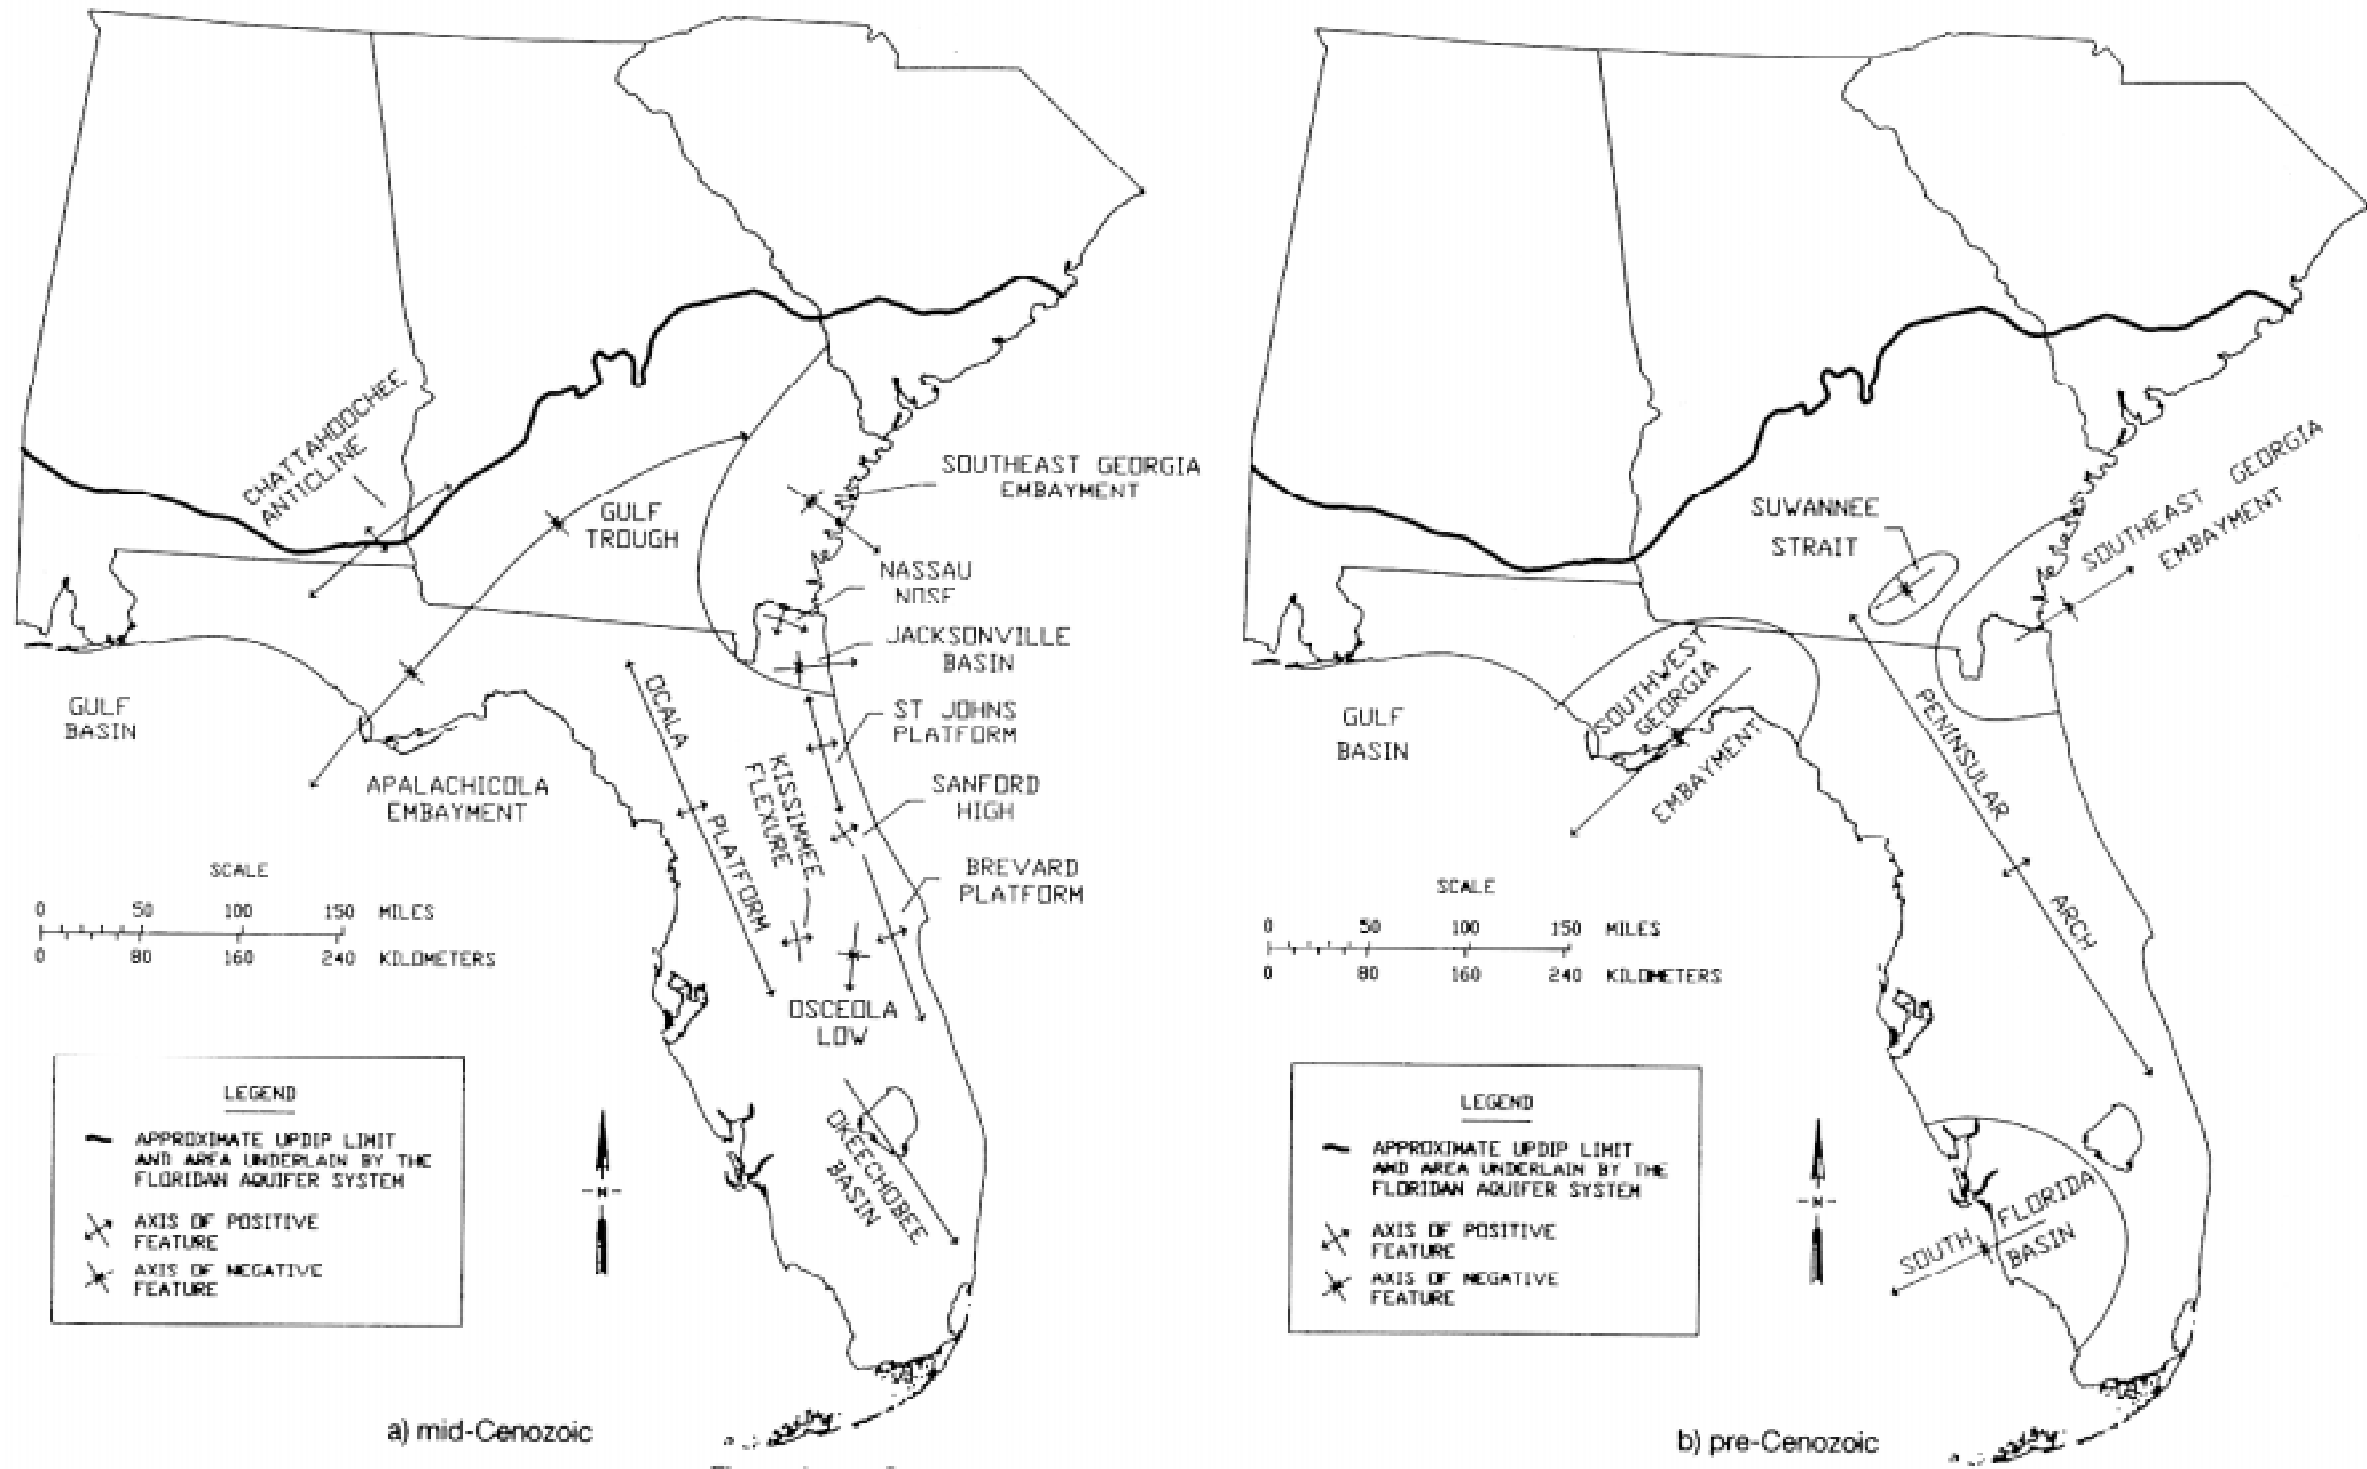 CHATTAHOOCHEE
ANTICLINE
GULF
TROUGH
SOUTHEAST GEORGIA
EMBAYMENT
NASSAU
NOSE
JACKSONVILLE
BASIN
GULF
BASIN
OCALA
PLATFORM
ST JOHNS
PLATFORM
APALACHICOLA
EMBAYMENT
KISSIMMEE
FLEXURE
SANFORD
HIGH
BREVARD
PLATFORM
OSCEOLA
LOW
OKEECHOBEE
BASIN
SCALE
0 50 100 150 MILES
0 80 160 240 KILOMETERS
LEGEND
APPROXIMATE UPDIP LIMIT
AND AREA UNDERLAIN BY THE
FLORIDAN AQUIFER SYSTEM
AXIS OF POSITIVE
FEATURE
AXIS OF NEGATIVE
FEATURE
N
a) mid-Cenozoic
SUWANNEE
STRAIT
SOUTHEAST GEORGIA
EMBAYMENT
SOUTHWEST
GEORGIA
EMBAYMENT
GULF
BASIN
PENINSULAR
ARCH
SCALE
0 50 100 150 MILES
0 80 160 240 KILOMETERS
LEGEND
APPROXIMATE UPDIP LIMIT
AND AREA UNDERLAIN BY THE
FLORIDAN AQUIFER SYSTEM
AXIS OF POSITIVE
FEATURE
AXIS OF NEGATIVE
FEATURE
N
SOUTH FLORIDA
BASIN
b) pre-Cenozoic